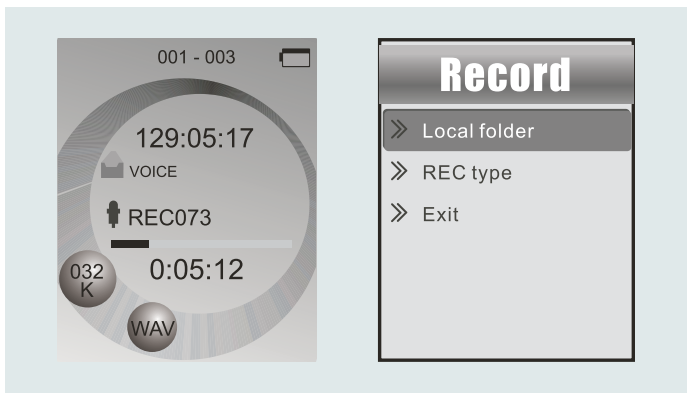 001 - 003
129:05:17
VOICE
REC073
0:05:12
032
K
WAV
Record
Local folder
REC type
Exit